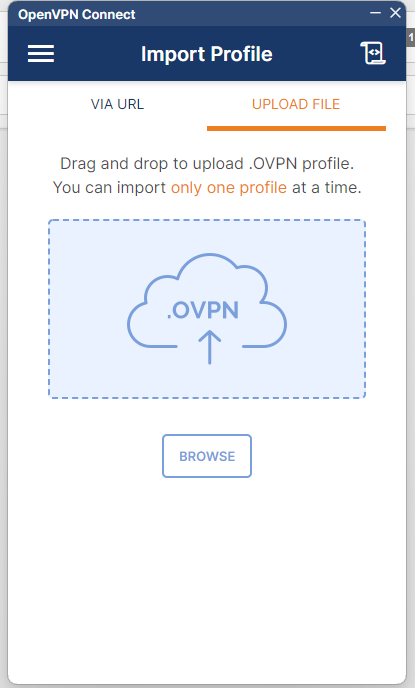 OpenVPN Connect
Import Profile
1
VIA URL
UPLOAD FILE
Drag and drop to upload .OVPN profile.
You can import only one profile at a time.
.OVPN
BROWSE